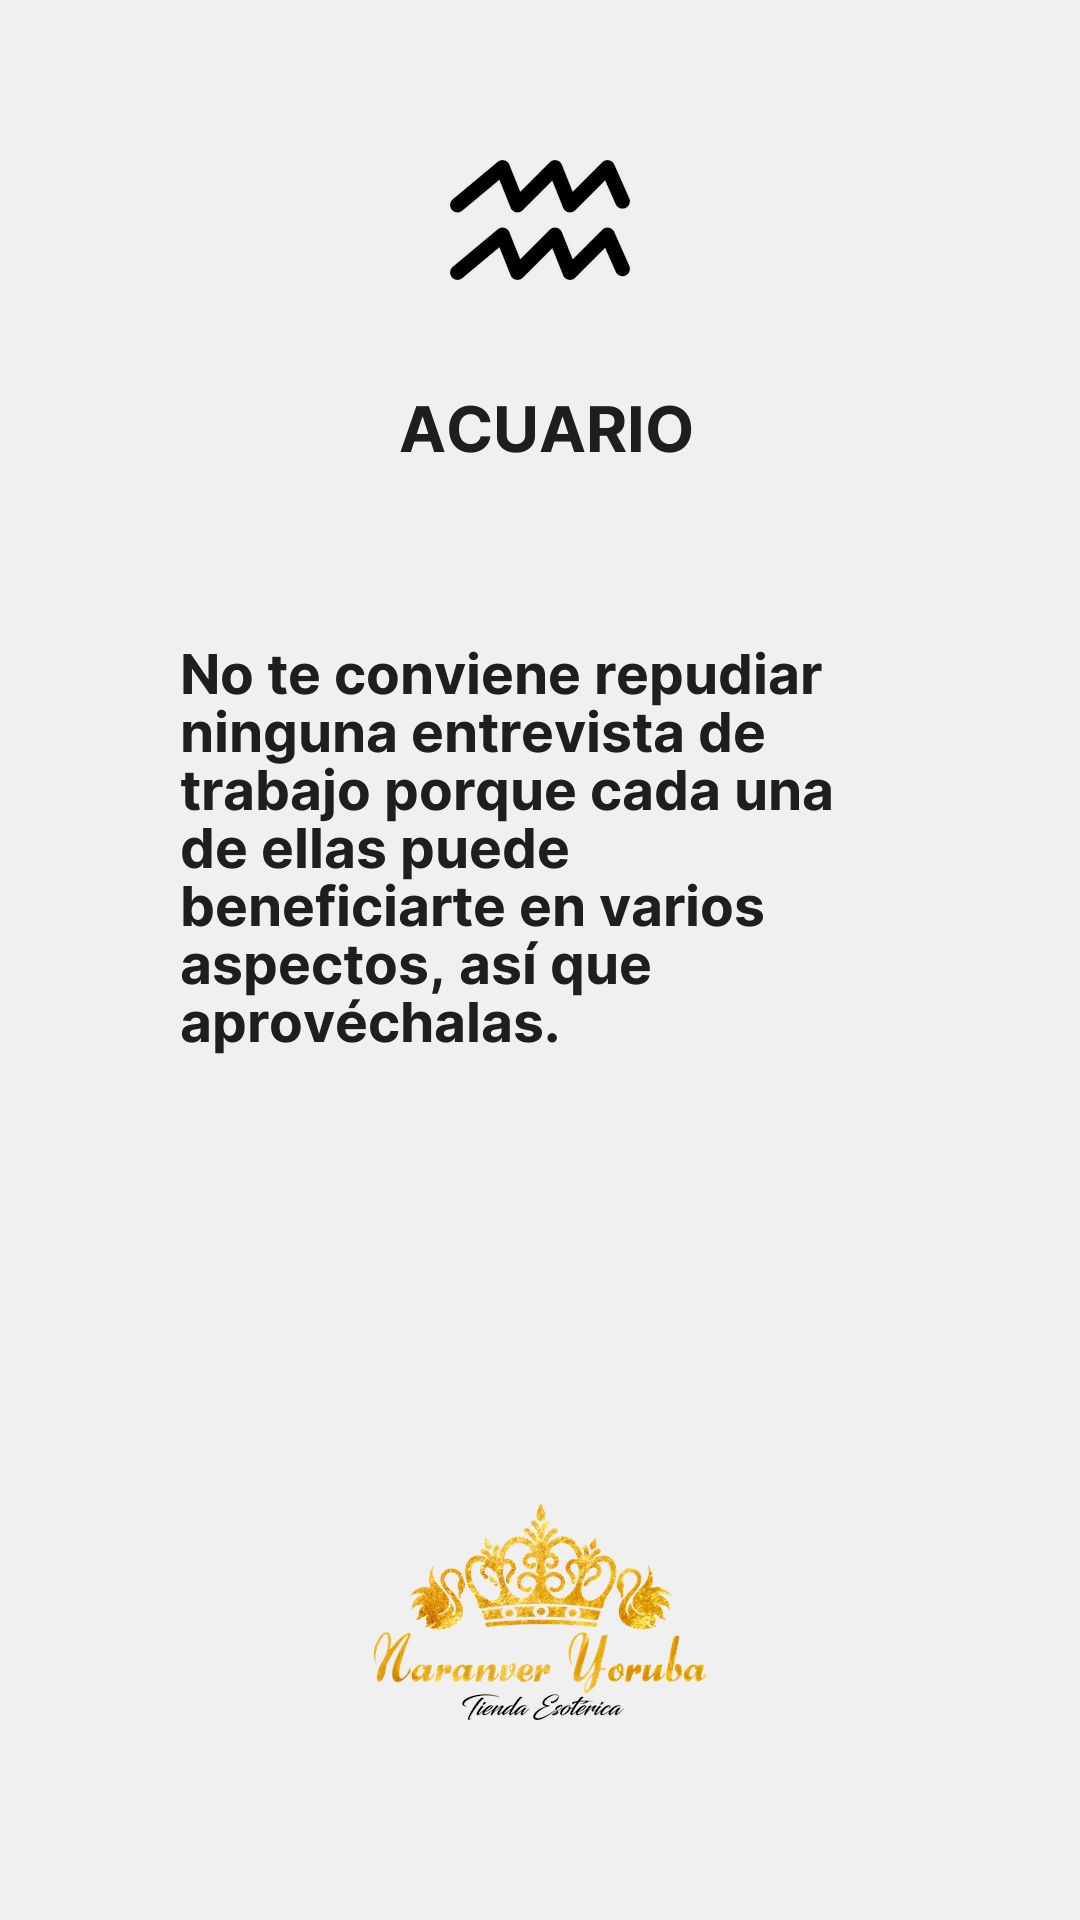 ACUARIO
No te conviene repudiar
ninguna entrevista de
trabajo porque cada una
de ellas puede
beneficiarte en varios
aspectos, así que
aprovéchalas.
Naranver Yoruba
Tienda Esotérica